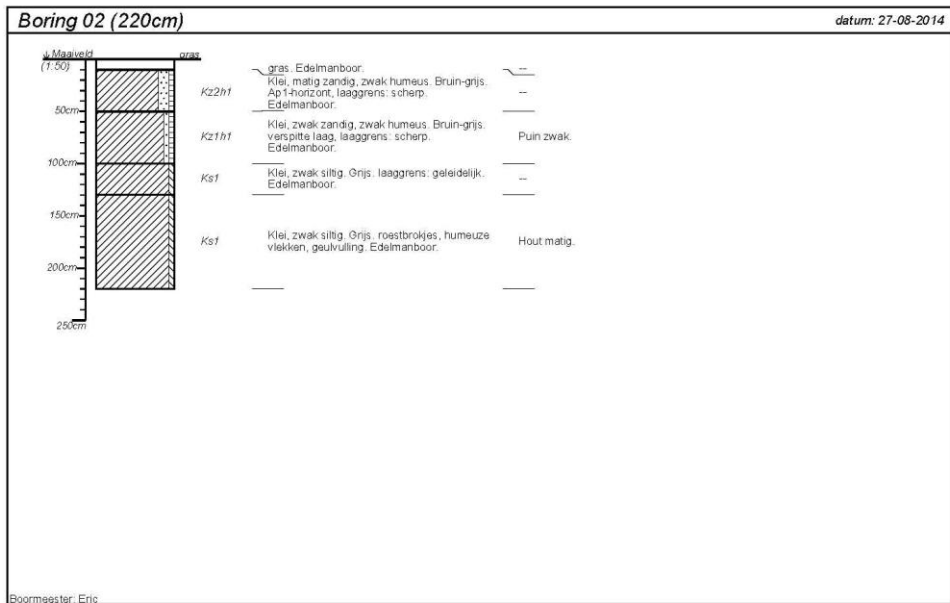 Boring 02 (220cm)
datum: 27-08-2014
Maaiveld
gras
(1:50)
gras. Edelmanboor.
--
Kz2h1
Klei, matig zandig, zwak humeus. Bruin-grijs.
Ap1-horizont, laaggrens: scherp.
Edelmanboor.
--
50cm
Kz1h1
Klei, zwak zandig, zwak humeus. Bruin-grijs.
verspitte laag, laaggrens: scherp.
Edelmanboor.
Puin zwak.
100cm
Ks1
Klei, zwak siltig. Grijs. laaggrens: geleidelijk.
Edelmanboor.
--
150cm
Ks1
Klei, zwak siltig. Grijs. roestbrokjes, humeuze
vlekken, geulvulling. Edelmanboor.
Hout matig.
200cm
250cm
Boormeester: Eric